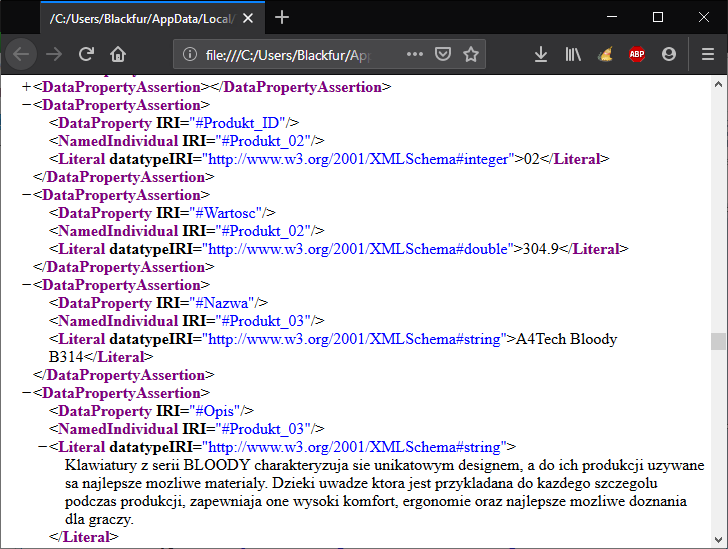 /C:/Users/Blackfur/AppData/Local/
file:///C:/Users/Blackfur/Ap
ABP
+<DataPropertyAssertion></DataPropertyAssertion>
−<DataPropertyAssertion>
<DataProperty IRI="#Produkt_ID"/>
<NamedIndividual IRI="#Produkt_02"/>
<Literal datatypeIRI="http://www.w3.org/2001/XMLSchema#integer">02</Literal>
</DataPropertyAssertion>
−<DataPropertyAssertion>
<DataProperty IRI="#Wartosc"/>
<NamedIndividual IRI="#Produkt_02"/>
<Literal datatypeIRI="http://www.w3.org/2001/XMLSchema#double">304.9</Literal>
</DataPropertyAssertion>
−<DataPropertyAssertion>
<DataProperty IRI="#Nazwa"/>
<NamedIndividual IRI="#Produkt_03"/>
<Literal datatypeIRI="http://www.w3.org/2001/XMLSchema#string">A4Tech Bloody
B314</Literal>
</DataPropertyAssertion>
−<DataPropertyAssertion>
<DataProperty IRI="#Opis"/>
<NamedIndividual IRI="#Produkt_03"/>
−<Literal datatypeIRI="http://www.w3.org/2001/XMLSchema#string">
Klawiatury z serii BLOODY charakteryzuja sie unikatowym designem, a do ich produkcji uzywane
sa najlepsze mozliwe materialy. Dzieki uwadze ktora jest przykladana do kazdego szczegolu
podczas produkcji, zapewniaja one wysoki komfort, ergonomie oraz najlepsze mozliwe doznania
dla graczy.
</Literal>